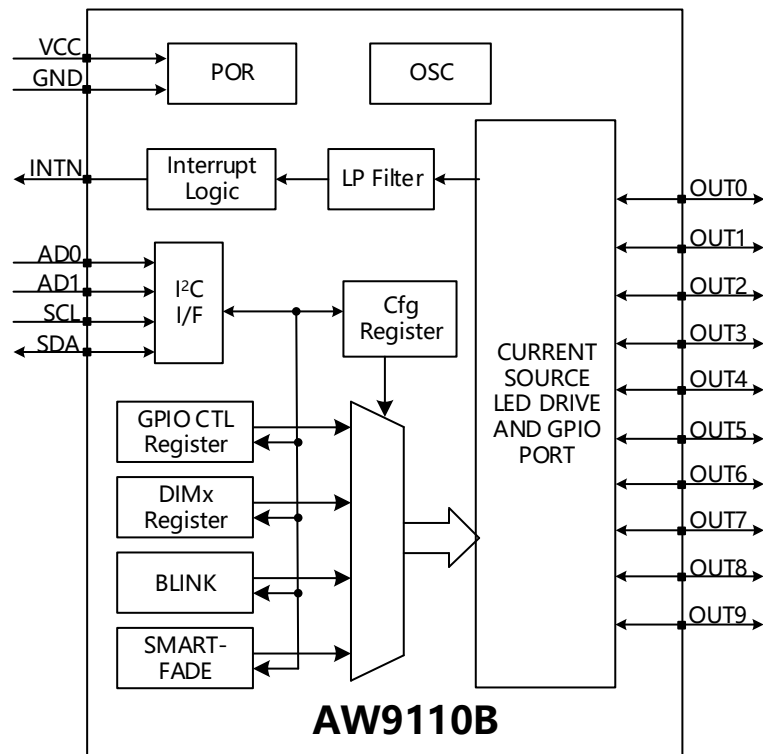 VCC
GND
POR
OSC
INTN
Interrupt
Logic
LP Filter
AD0
AD1
SCL
SDA
I²C
I/F
Cfg
Register
GPIO CTL
Register
DIMx
Register
BLINK
SMART-
FADE
CURRENT
SOURCE
LED DRIVE
AND GPIO
PORT
OUT0
OUT1
OUT2
OUT3
OUT4
OUT5
OUT6
OUT7
OUT8
OUT9
AW9110B